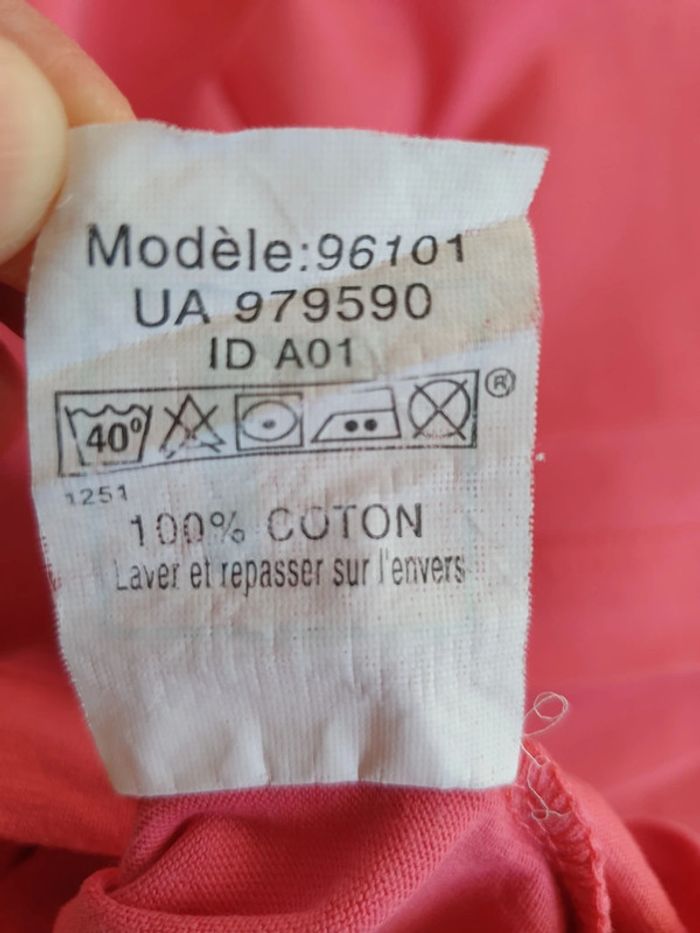 Modèle:96101
UA 979590
ID A01
40°
®
1251
100% COTON
Laver et repasser sur l'envers